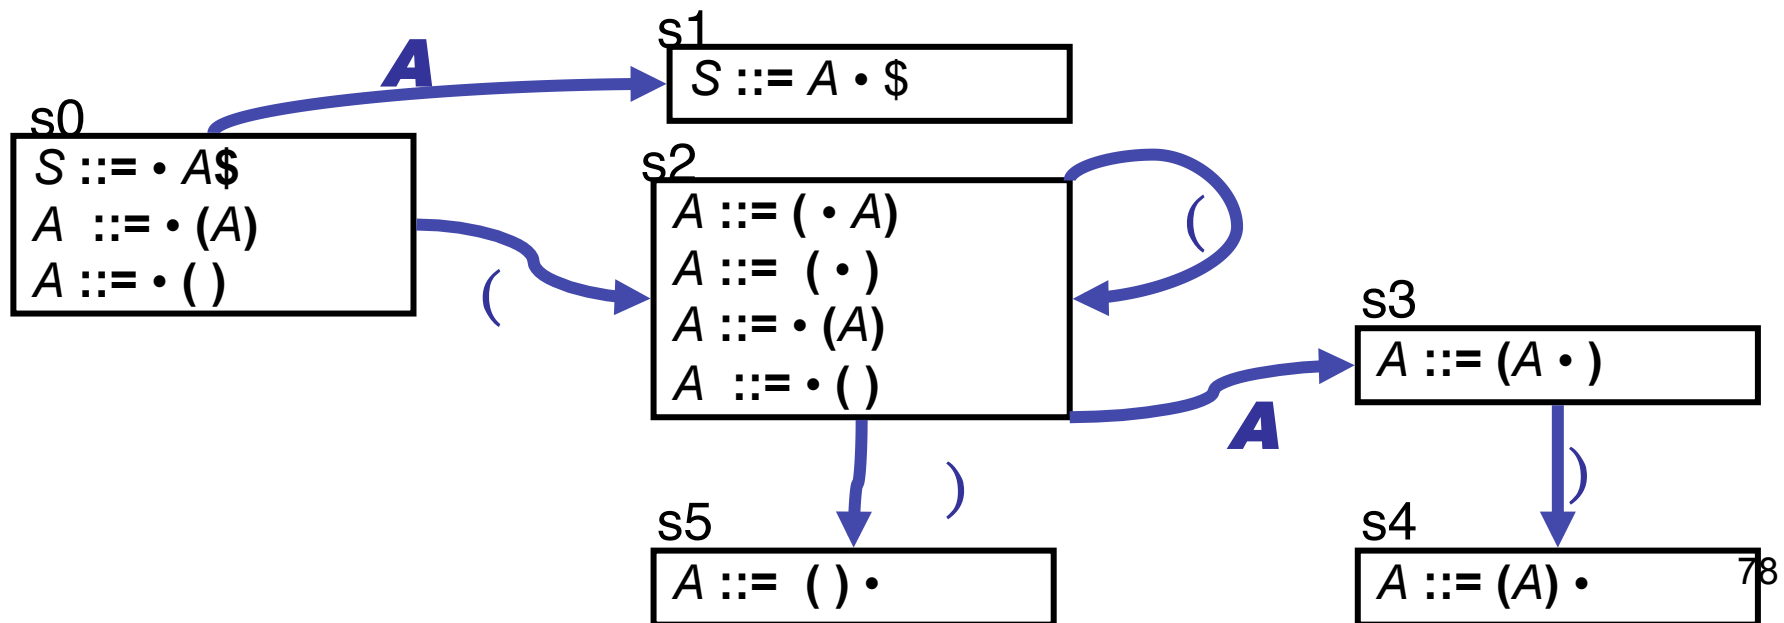 s0
S ::= • A$
A ::= • (A)
A ::= • ( )
A
s1
S ::= A • $
(
s2
A ::= ( • A)
A ::= ( • )
A ::= • (A)
A ::= • ( )
(
A
s3
A ::= (A • )
)
s5
A ::= ( ) •
)
s4
A ::= (A) •
78